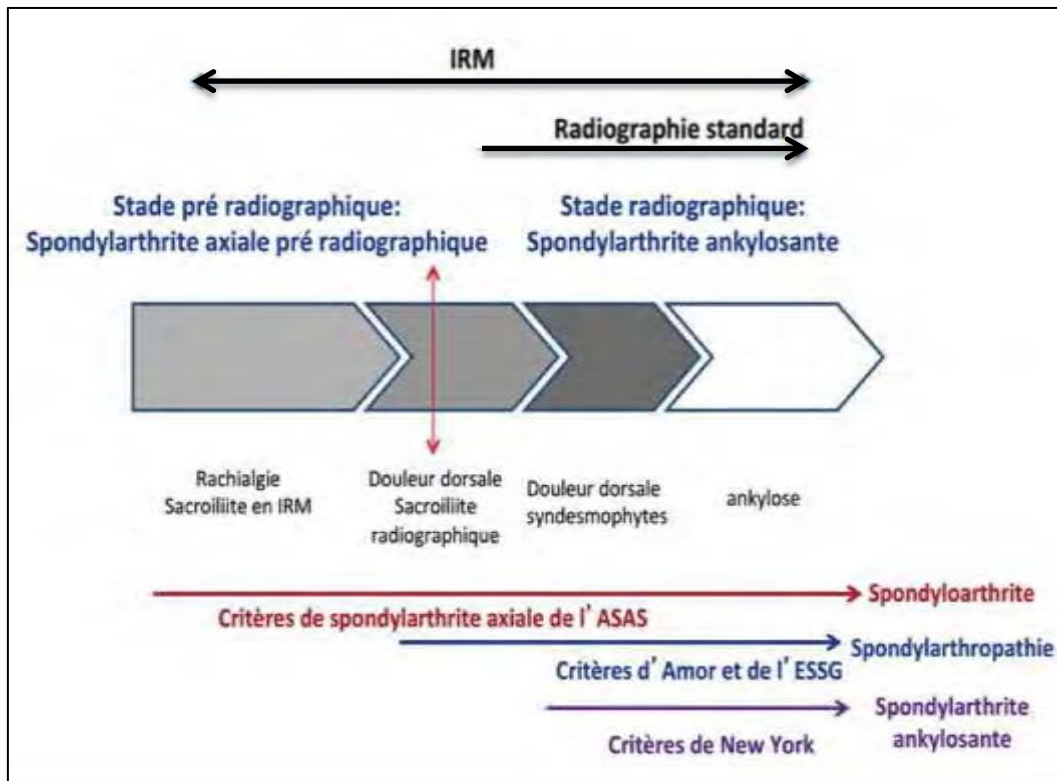 IRM
Radiographie standard
Stade pré radiographique:
Spondylarthrite axiale pré radiographique
Stade radiographique:
Spondylarthrite ankylosante
Rachialgie
Sacroiliite en IRM
Douleur dorsale
Sacroiliite
radiographique
Douleur dorsale
syndesmophytes
ankylose
Critères de spondylarthrite axiale de l' ASAS
Spondyloarthrite
Critères d' Amor et de l' ESSG
Spondylarthropathie
Critères de New York
Spondylarthrite
ankylosante